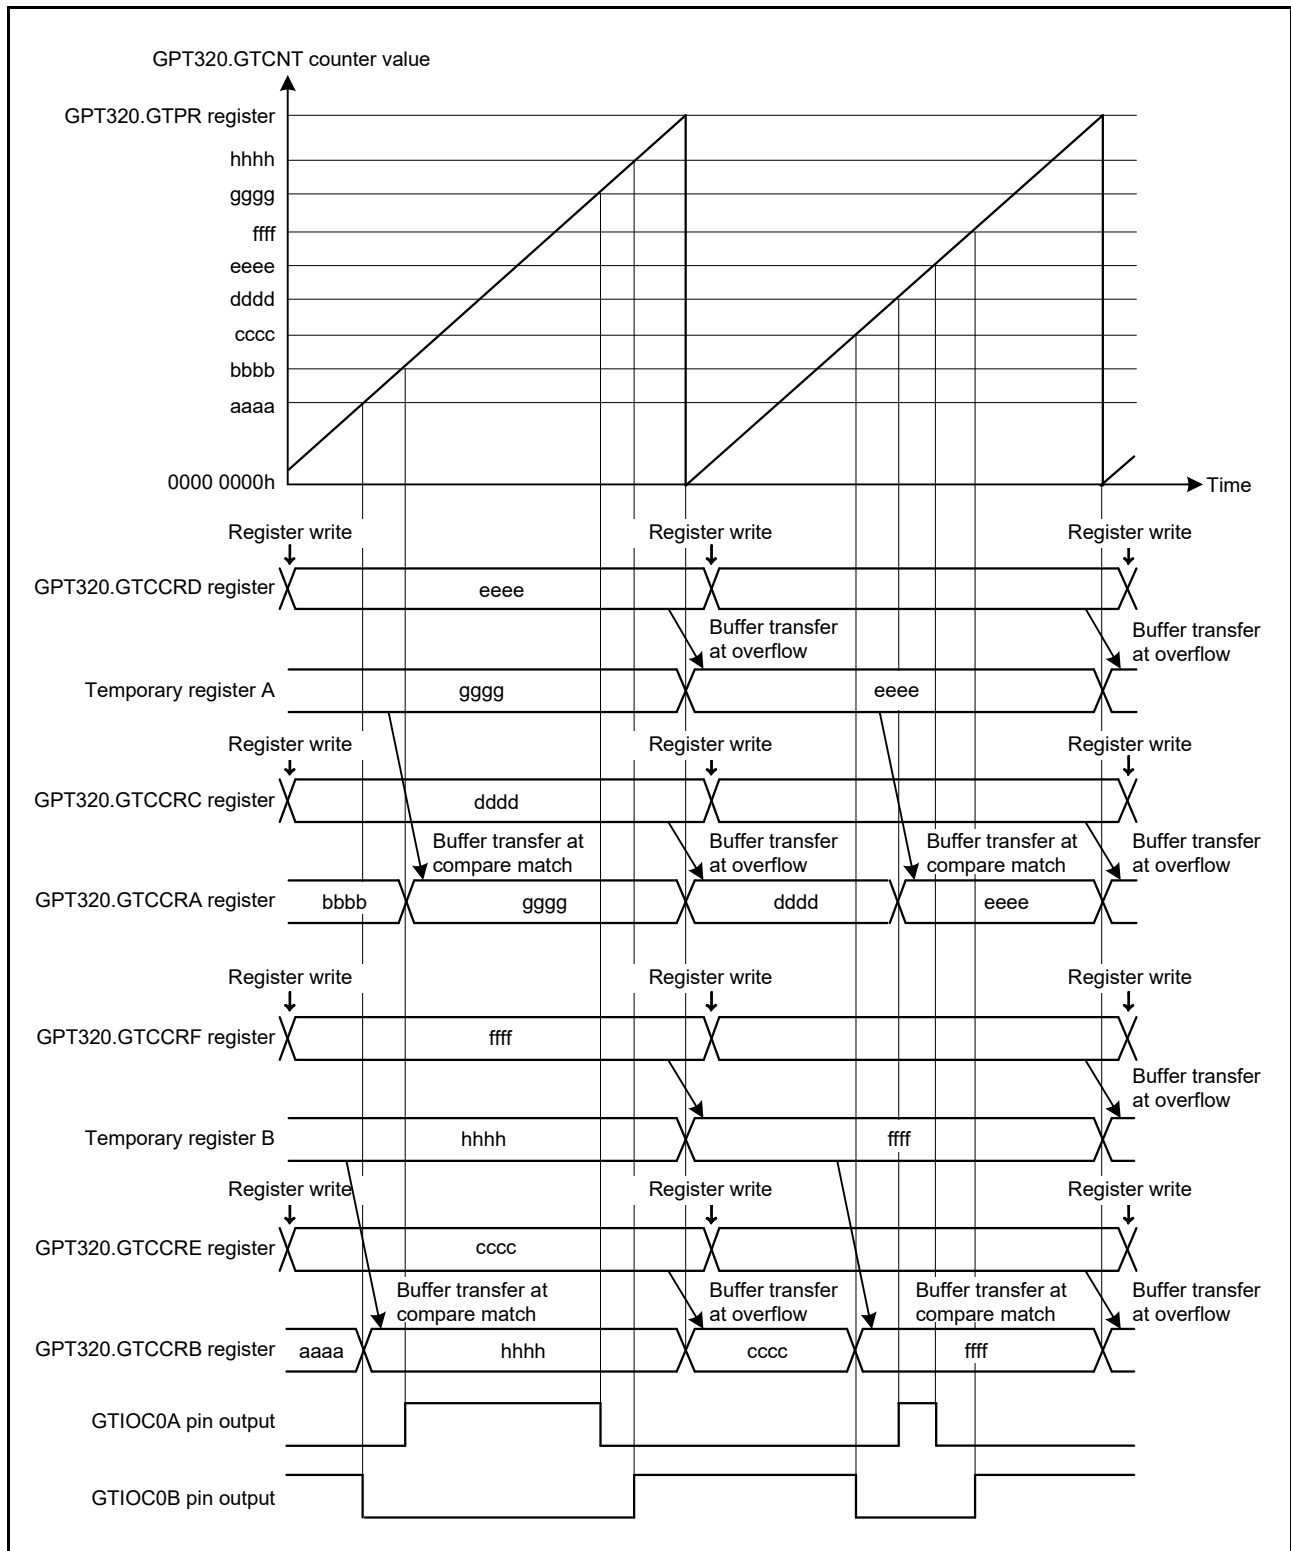 GPT320.GTCNT counter value
GPT320.GTPR register
hhhh
gggg
ffff
eeee
dddd
cccc
bbbb
aaaa
0000 0000h
Time
Register write
Register write
Register write
GPT320.GTCCRD register
eeee
Buffer transfer
at overflow
Buffer transfer
at overflow
Temporary register A
gggg
eeee
Register write
Register write
Register write
GPT320.GTCCRC register
dddd
Buffer transfer at
compare match
Buffer transfer
at overflow
Buffer transfer at
compare match
Buffer transfer
at overflow
GPT320.GTCCRA register
bbbb
gggg
dddd
eeee
Register write
Register write
Register write
GPT320.GTCCRF register
ffff
Buffer transfer
at overflow
Temporary register B
hhhh
ffff
Register write
Register write
Register write
GPT320.GTCCRE register
cccc
Buffer transfer at
compare match
Buffer transfer
at overflow
Buffer transfer at
compare match
Buffer transfer
at overflow
GPT320.GTCCRB register
aaaa
hhhh
cccc
ffff
GTIOC0A pin output
GTIOC0B pin output